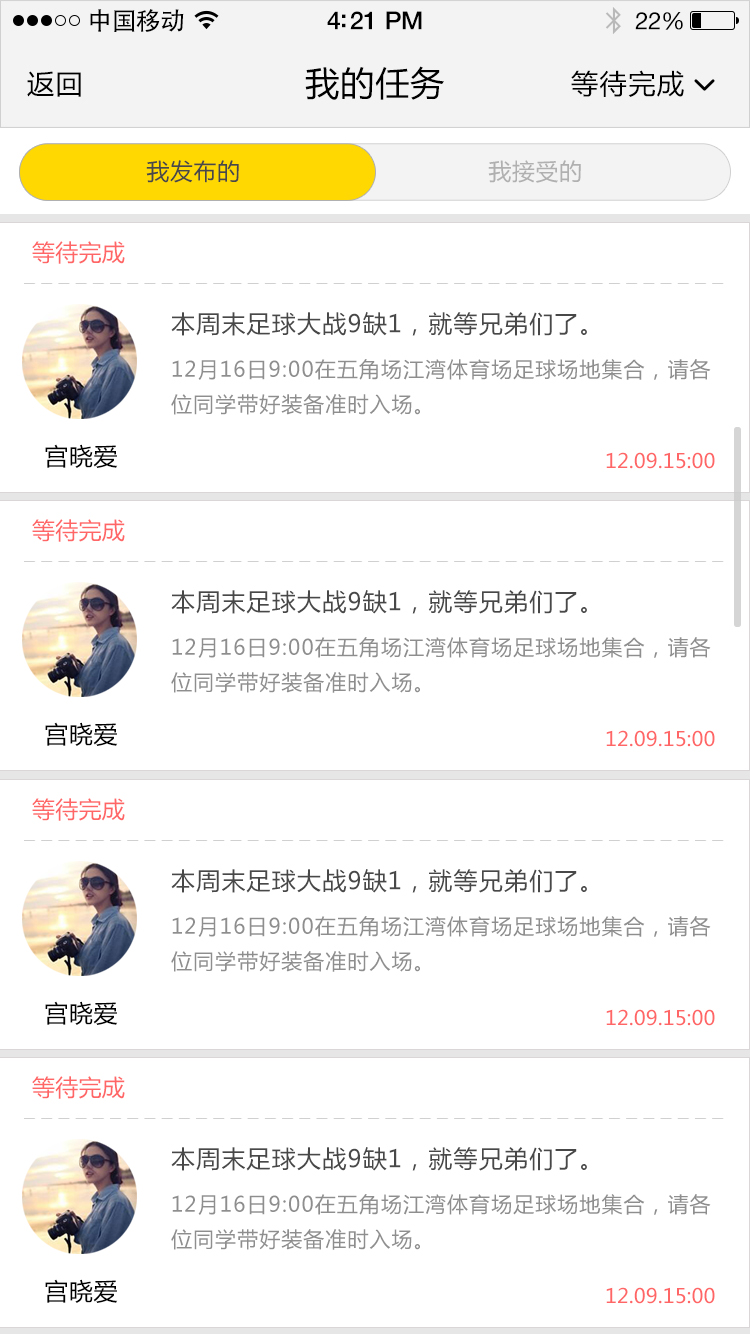 中国移动 4:21 PM 22%
返回 我的任务 等待完成
我发布的 我接受的
等待完成
本周末足球大战9缺1，就等兄弟们了。
12月16日9:00在五角场江湾体育场足球场地集合，请各
位同学带好装备准时入场。
宫晓爱 12.09.15:00
等待完成
本周末足球大战9缺1，就等兄弟们了。
12月16日9:00在五角场江湾体育场足球场地集合，请各
位同学带好装备准时入场。
宫晓爱 12.09.15:00
等待完成
本周末足球大战9缺1，就等兄弟们了。
12月16日9:00在五角场江湾体育场足球场地集合，请各
位同学带好装备准时入场。
宫晓爱 12.09.15:00
等待完成
本周末足球大战9缺1，就等兄弟们了。
12月16日9:00在五角场江湾体育场足球场地集合，请各
位同学带好装备准时入场。
宫晓爱 12.09.15:00